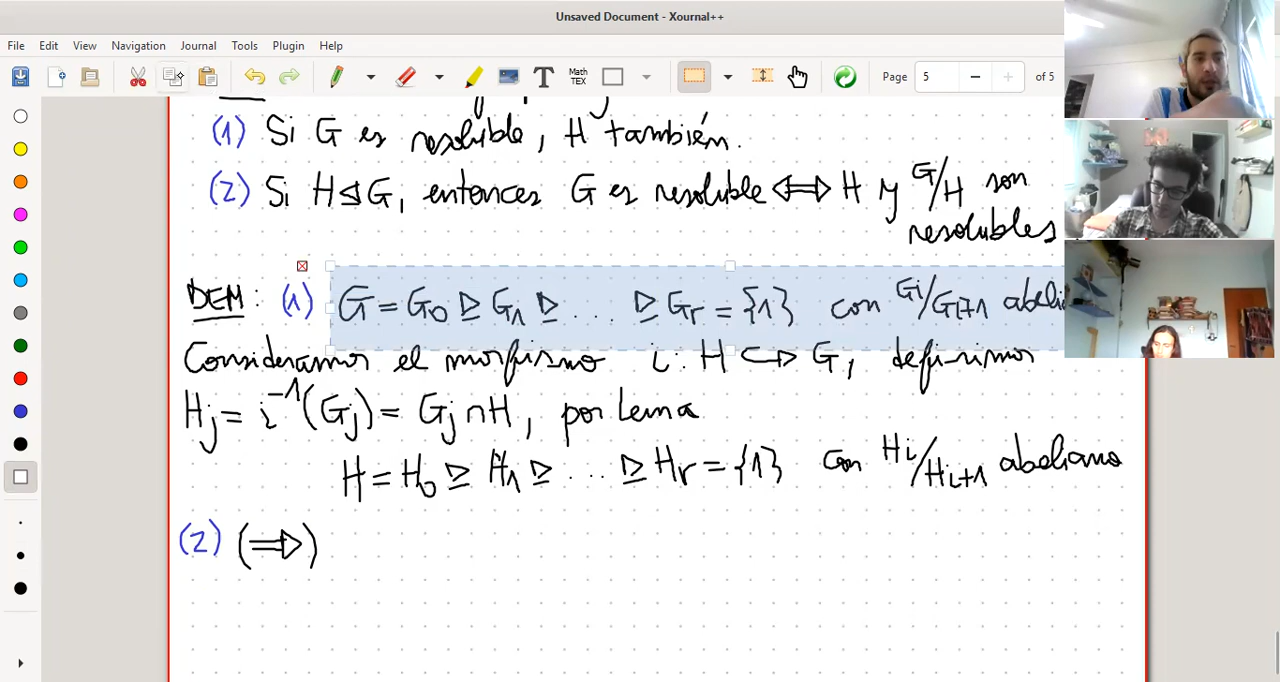 Unsaved Document - Xournal++
File Edit View Navigation Journal Tools Plugin Help
T Math TEX Page 5 of 5
(1) Si G es resoluble, H también.
(2) Si H ⊴ G, entonces G es resoluble ⟺ H y G/H son
resolubles
DEM: (1) G = G₀ ⊵ G₁ ⊵ ... ⊵ Gᵣ = {1} con Gᵢ/Gᵢ₊₁
Consideramos el morfismo i: H ↪ G, definimos
Hⱼ = i⁻¹(Gⱼ) = Gⱼ ∩ H, por lema
H = H₀ ⊵ H₁ ⊵ ... ⊵ Hᵣ = {1} con Hᵢ/Hᵢ₊₁ abeliano
(2) (⟹)